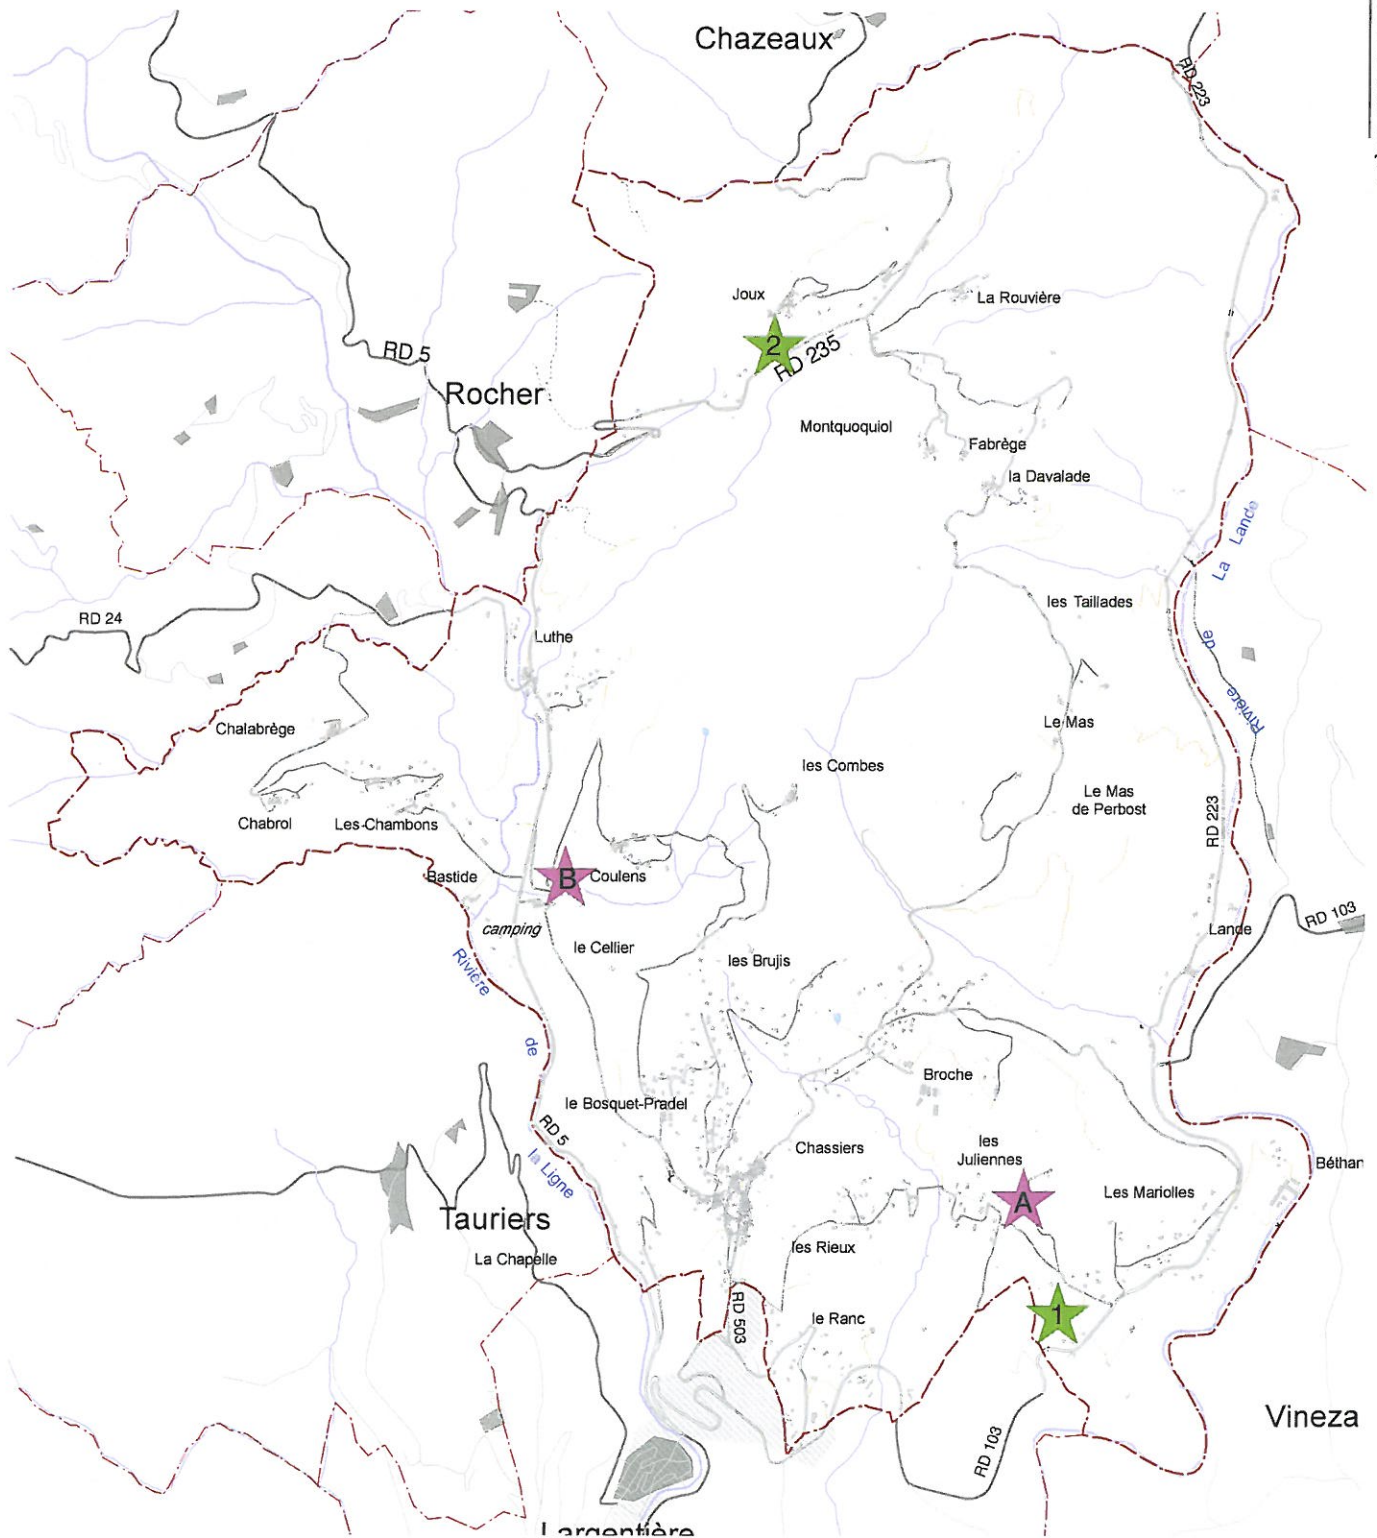 Chazeaux
RD 223
Joux
La Rouvière
2
RD 235
RD 5
Rocher
Montquoquiol
Fabrège
la Davalade
La Lande
de
Rivière
les Taillades
RD 24
Luthe
Chalabrège
Le Mas
les Combes
Le Mas
de Perbost
RD 223
Chabrol
Les-Chambons
Bastide
B
Coulens
camping
le Cellier
les Brujis
Lande
RD 103
Rivière
de
la Ligne
Broche
le Bosquet-Pradel
RD 5
Chassiers
les
Juliennes
Béthan
A
Les Mariolles
Tauriers
La Chapelle
les Rieux
RD 503
le Ranc
1
Vineza
RD 103
Largentière